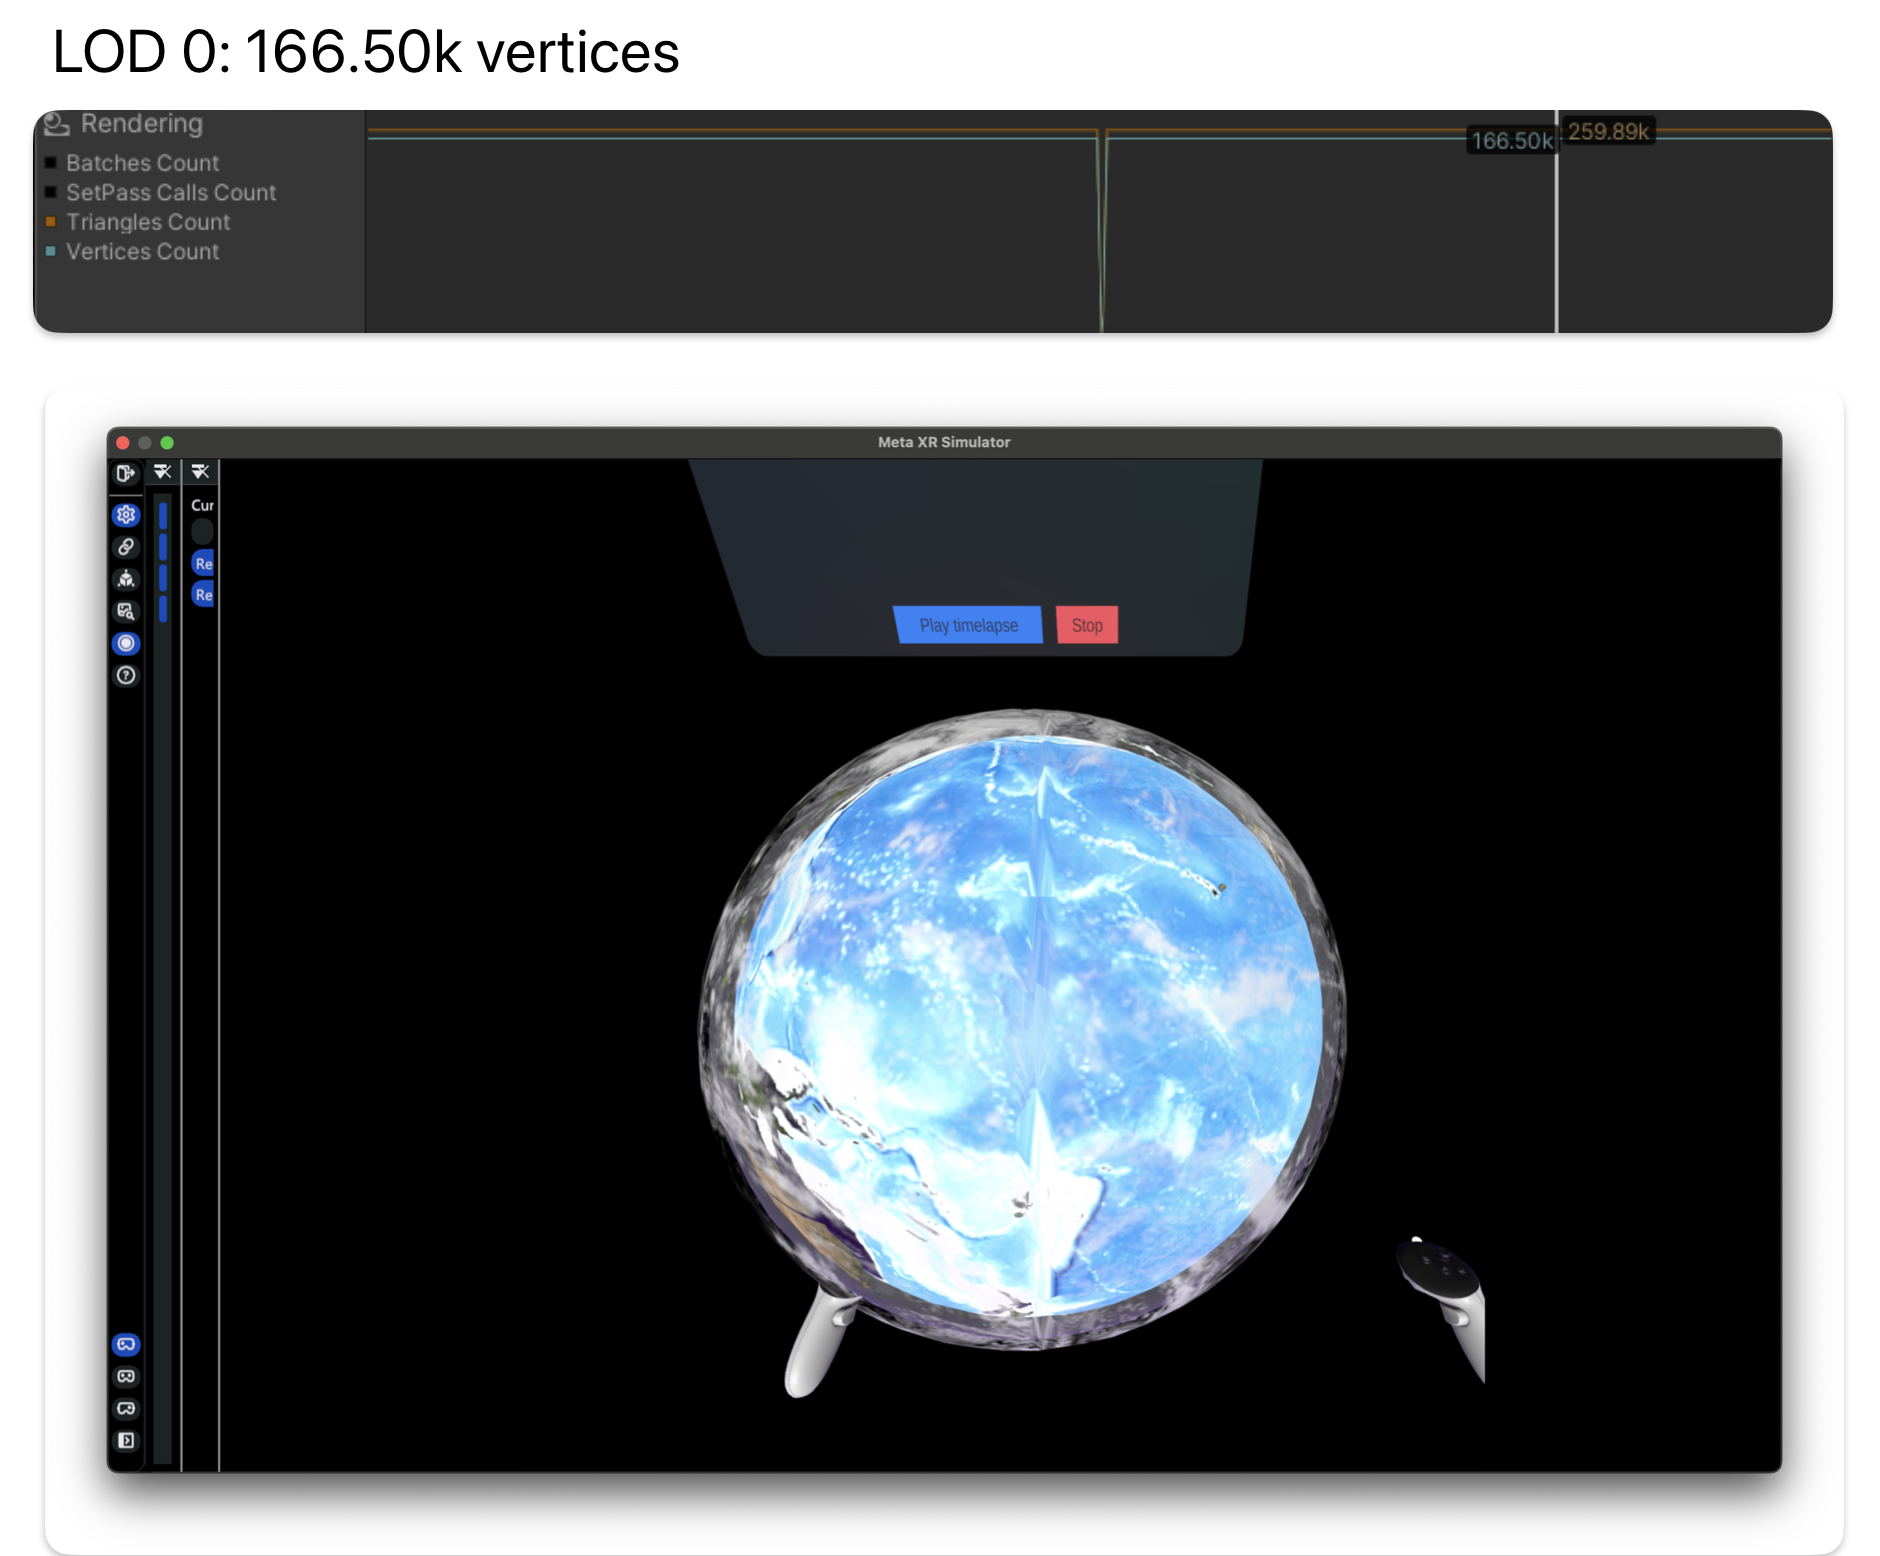 LOD 0: 166.50k vertices
Rendering
Batches Count
SetPass Calls Count
Triangles Count
Vertices Count
166.50k
259.89k
Meta XR Simulator
Cur
Re
Re
Play timelapse
Stop